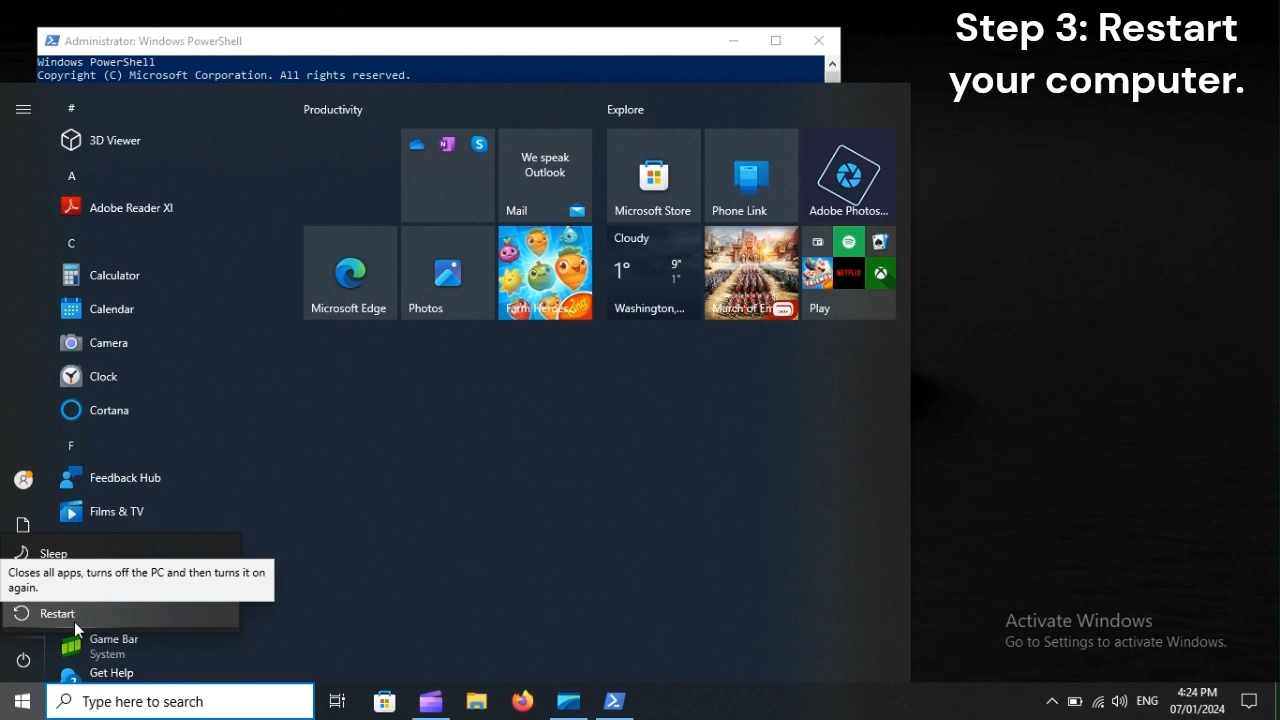 Step 3: Restart
your computer.
Administrator: Windows PowerShell
Windows PowerShell
Copyright (C) Microsoft Corporation. All rights reserved.
#
3D Viewer
A
Adobe Reader XI
C
Calculator
Calendar
Camera
Clock
Cortana
F
Feedback Hub
Films & TV
Sleep
Closes all apps, turns off the PC and then turns it on
again.
Restart
Game Bar
System
Get Help
Productivity
We speak
Outlook
Mail
Microsoft Edge
Photos
Explore
Microsoft Store
Phone Link
Adobe Photos...
Cloudy
1°
9°
1°
Washington,...
NETFLIX
Play
Activate Windows
Go to Settings to activate Windows.
Type here to search
ENG
4:24 PM
07/01/2024